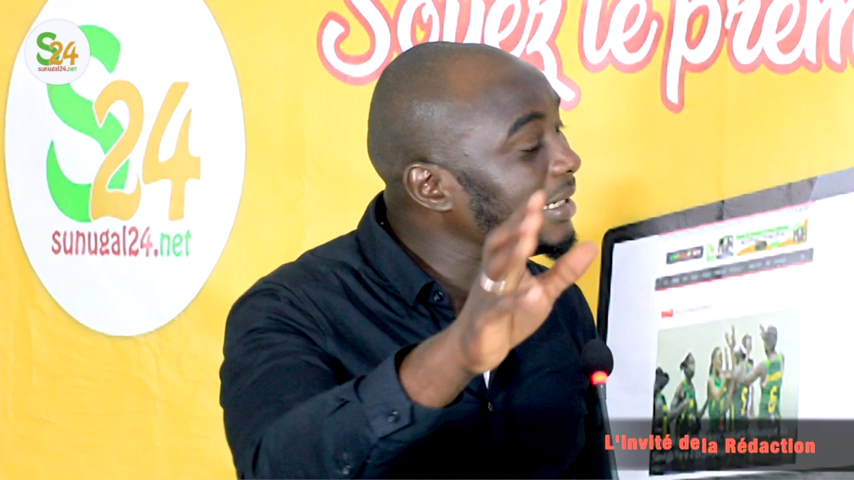 S24
sunugal24.net
Soyez le prem
S24
sunugal24.net
L'invité de la Rédaction